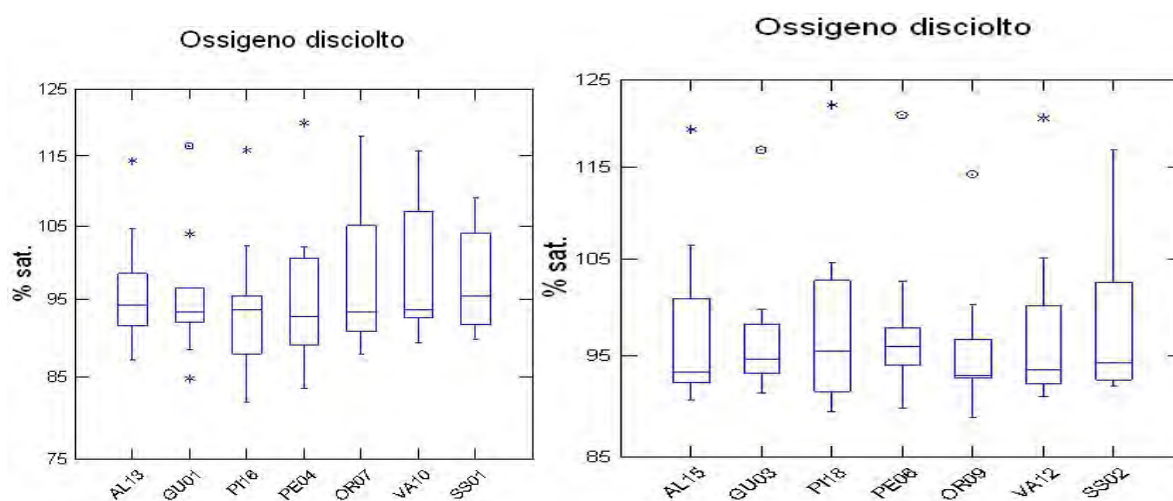 Ossigeno disciolto
% sat.
125
115
105
95
85
75
AL13 GU01 PI16 PE04 OR07 VA10 SS01
Ossigeno disciolto
% sat.
125
115
105
95
85
AL15 GU03 PI18 PE06 OR09 VA12 SS02